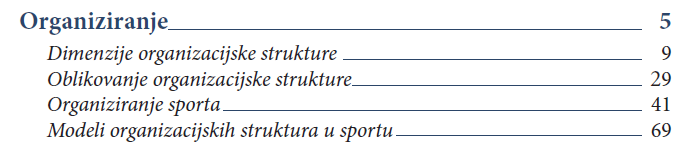 Organiziranje 5
Dimenzije organizacijske strukture 9
Oblikovanje organizacijske strukture 29
Organiziranje sporta 41
Modeli organizacijskih struktura u sportu 69